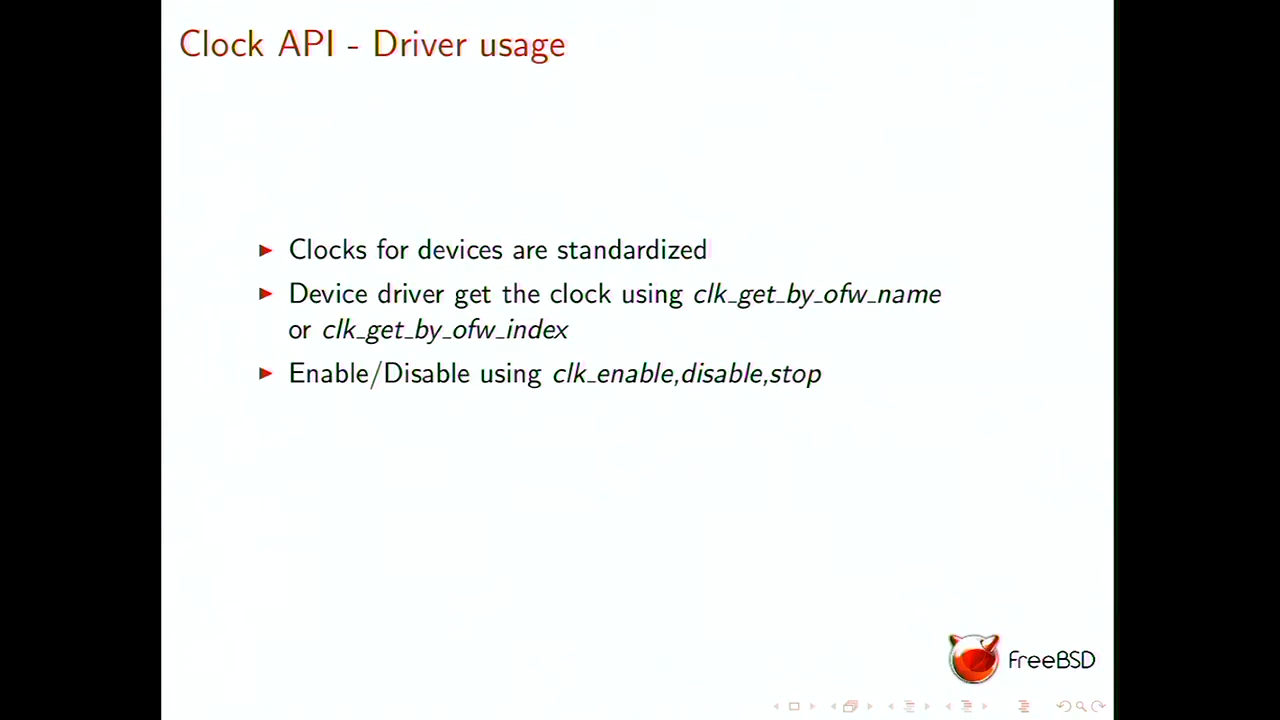 Clock API - Driver usage
Clocks for devices are standardized
Device driver get the clock using clk_get_by_ofw_name
or clk_get_by_ofw_index
Enable/Disable using clk_enable,disable,stop
FreeBSD